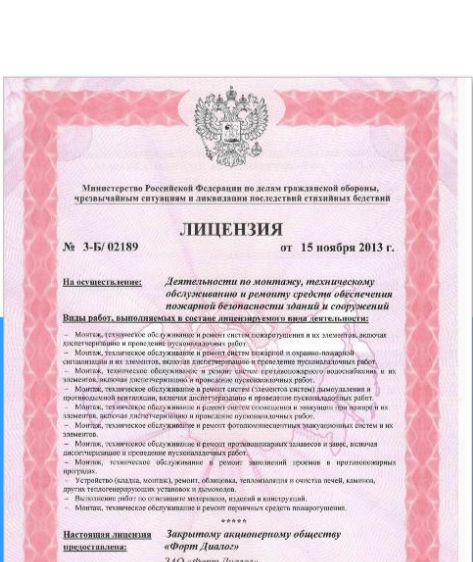 Министерство Российской Федерации по делам гражданской обороны,
чрезвычайным ситуациям и ликвидации последствий стихийных бедствий
ЛИЦЕНЗИЯ
№ 3-Б/ 02189 от 15 ноября 2013 г.
На осуществление: Деятельности по монтажу, техническому
обслуживанию и ремонту средств обеспечения
пожарной безопасности зданий и сооружений
Виды работ, выполняемых в составе лицензируемого вида деятельности:
– Монтаж, техническое обслуживание и ремонт систем пожаротушения и их элементов, включая
диспетчеризацию и проведение пусконаладочных работ.
– Монтаж, техническое обслуживание и ремонт систем пожарной и охранно-пожарной
сигнализации и их элементов, включая диспетчеризацию и проведение пусконаладочных работ.
– Монтаж, техническое обслуживание и ремонт систем противопожарного водоснабжения и их
элементов, включая диспетчеризацию и проведение пусконаладочных работ.
– Монтаж, техническое обслуживание и ремонт систем (элементов систем) дымоудаления и
противодымной вентиляции, включая диспетчеризацию и проведение пусконаладочных работ.
– Монтаж, техническое обслуживание и ремонт систем оповещения и эвакуации при пожаре и их
элементов, включая диспетчеризацию и проведение пусконаладочных работ.
– Монтаж, техническое обслуживание и ремонт фотолюминесцентных эвакуационных систем и их
элементов.
– Монтаж, техническое обслуживание и ремонт противопожарных занавесов и завес, включая
диспетчеризацию и проведение пусконаладочных работ.
– Монтаж, техническое обслуживание и ремонт заполнений проемов в противопожарных
преградах.
– Устройство (кладка, монтаж), ремонт, облицовка, теплоизоляция и очистка печей, каминов,
других теплогенерирующих установок и дымоходов.
– Выполнение работ по огнезащите материалов, изделий и конструкций.
– Монтаж, техническое обслуживание и ремонт первичных средств пожаротушения.
*****
Настоящая лицензия Закрытому акционерному обществу
предоставлена: «Форт Диалог»
ЗАО «Форт Диалог»